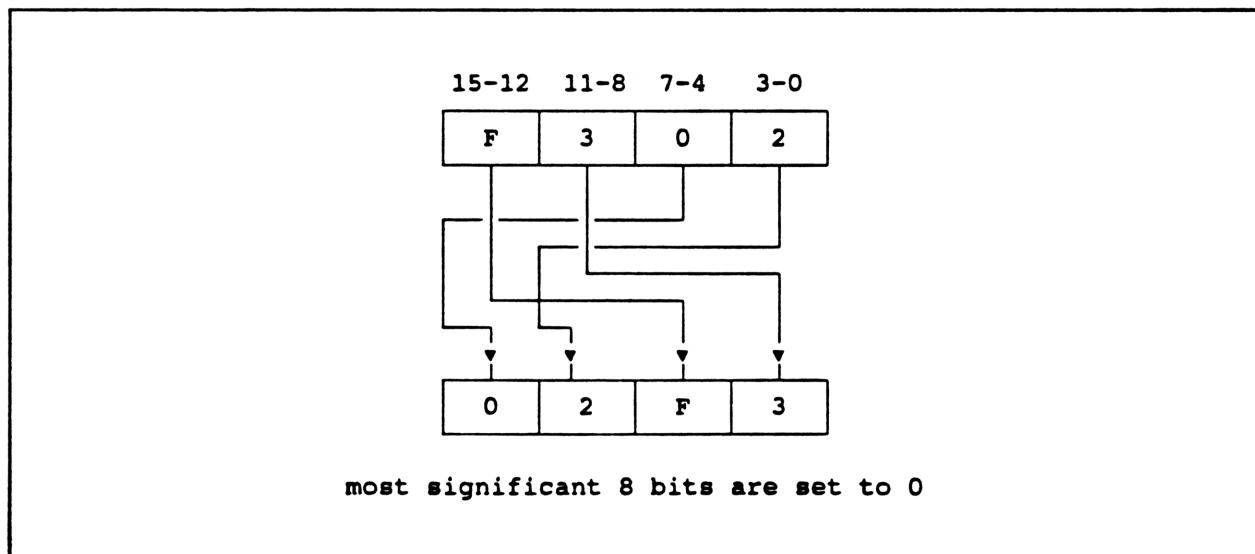 15-12 11-8 7-4 3-0
F 3 0 2
0 2 F 3
most significant 8 bits are set to 0